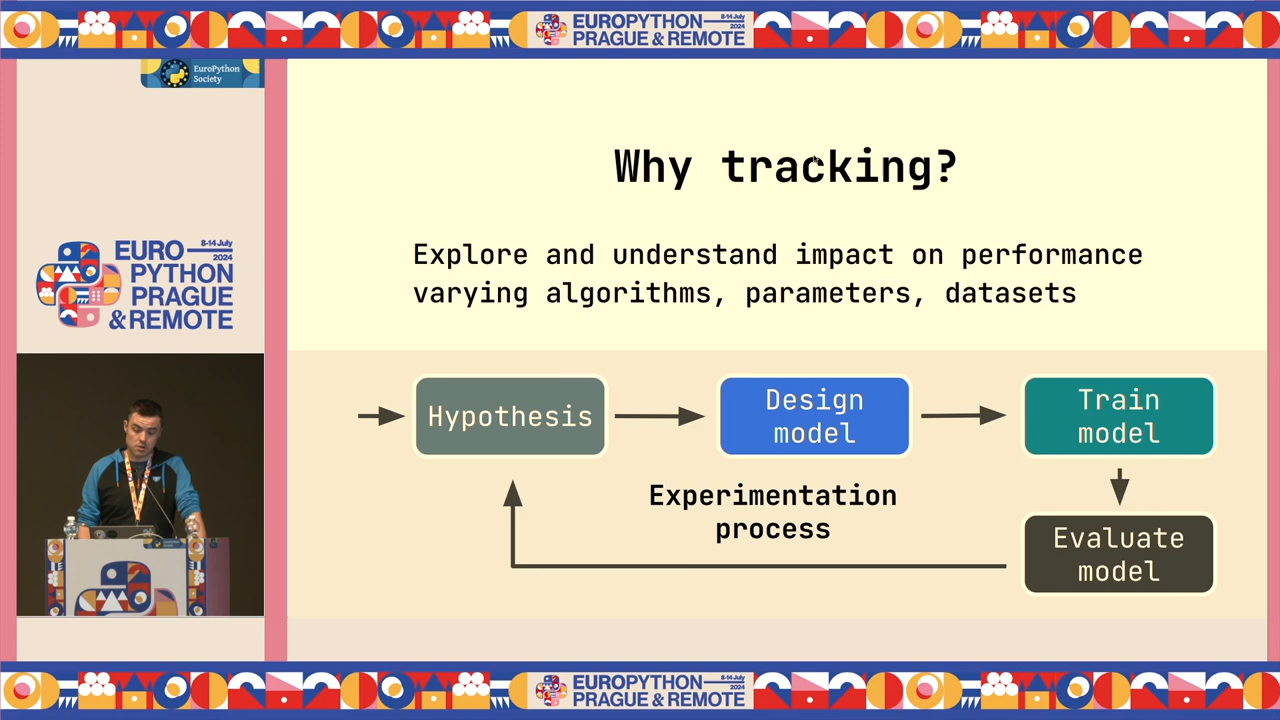 EUROPYTHON
8-14 July
2024
PRAGUE & REMOTE
EuroPython
Society
EURO
8-14 July
2024
PYTHON
PRAGUE
& REMOTE
Why tracking?
Explore and understand impact on performance
varying algorithms, parameters, datasets
Hypothesis
Design
model
Train
model
Experimentation
process
Evaluate
model
EUROPYTHON
8-14 July
2024
PRAGUE & REMOTE